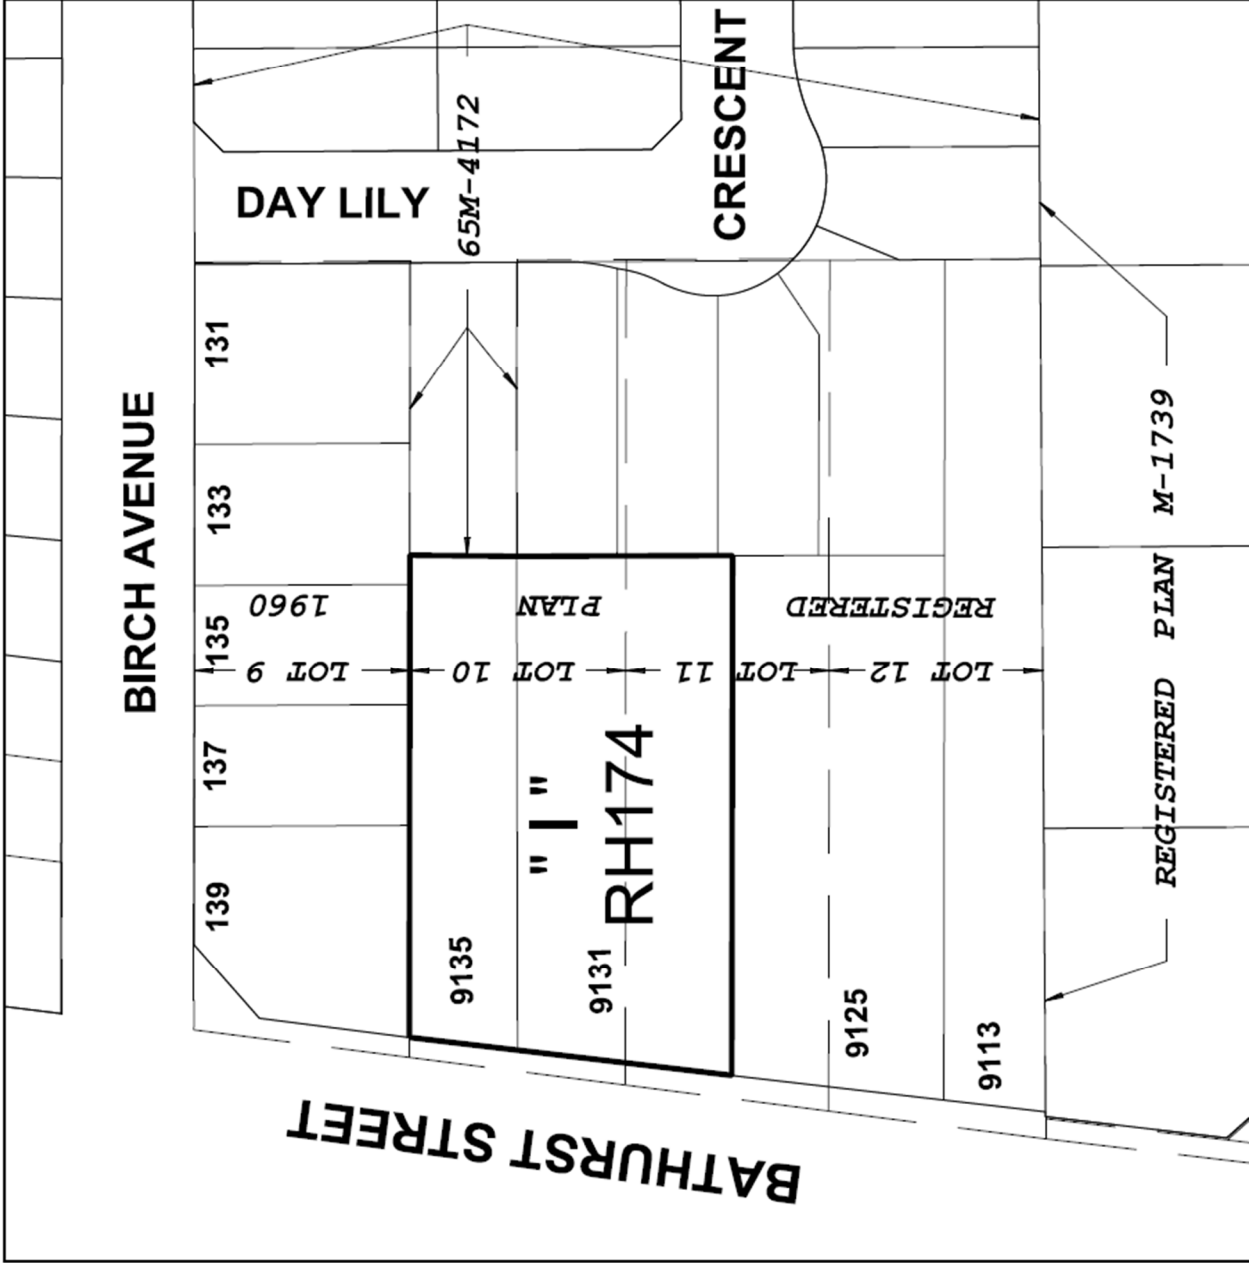 CRESCENT
DAY LILY
65M-4172
BIRCH AVENUE
131
133
135
137
139
REGISTERED PLAN 1960
LOT 9
LOT 10
LOT 11
LOT 12
REGISTERED PLAN M-1739
" I "
RH174
9135
9131
9125
9113
BATHURST STREET